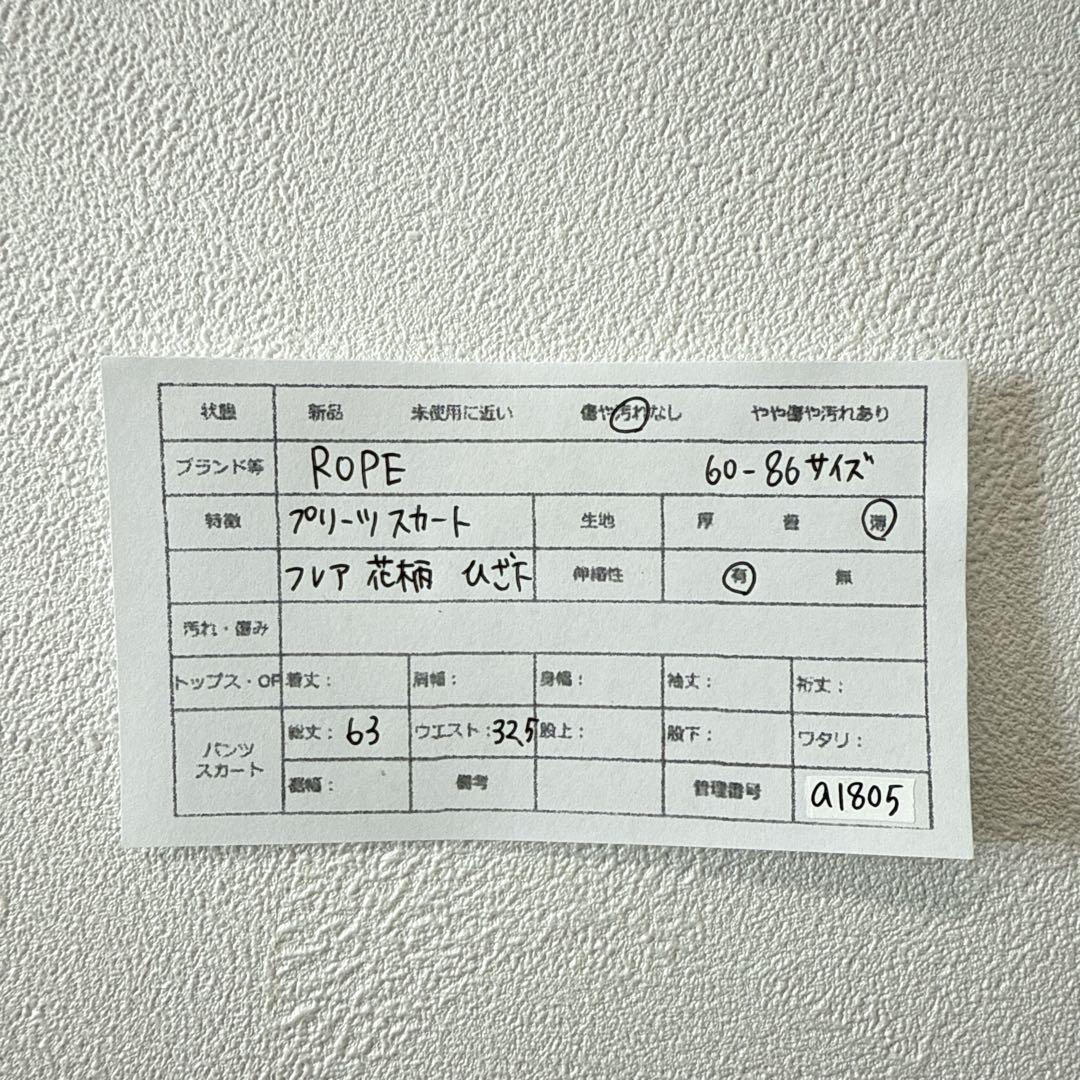 状態 新品 未使用に近い 傷や汚れなし やや傷や汚れあり
ブランド等 ROPE 60-86サイズ
特徴 プリーツスカート 生地 厚 普 薄
フレア 花柄 ひざ下 伸縮性 有 無
汚れ・傷み
トップス・OP 着丈: 肩幅: 身幅: 袖丈: 裄丈:
パンツ スカート 総丈: 63 ウエスト: 32,5 股上: 股下: ワタリ:
裾幅: 備考 管理番号 a1805